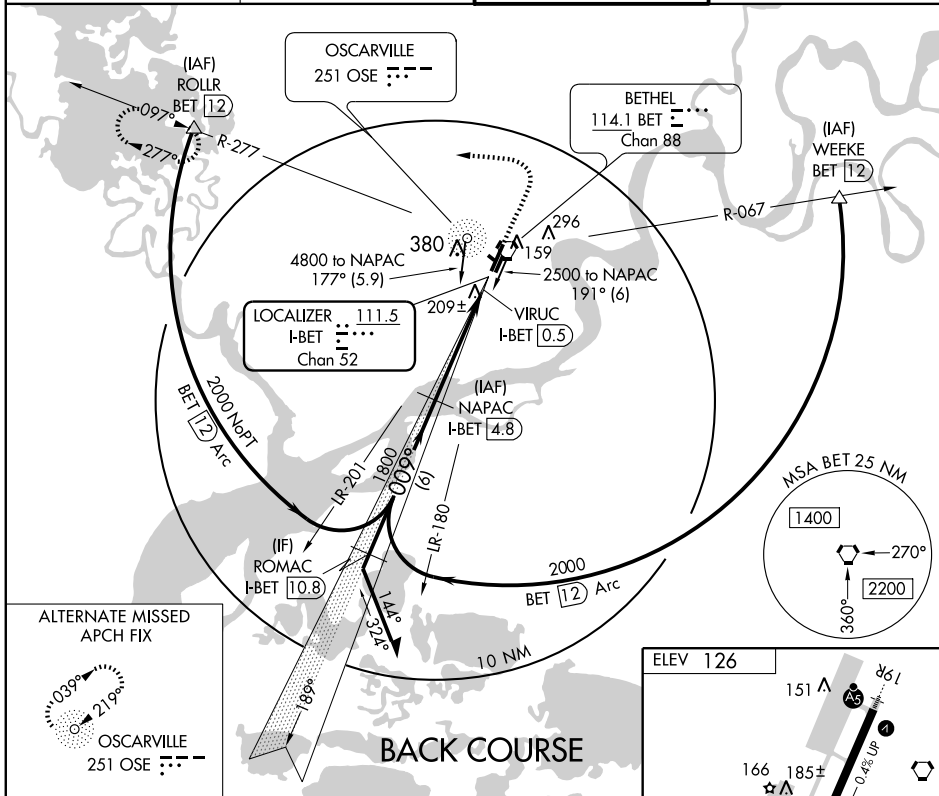 (IAF)
ROLLR
BET 12
097°
277°
R-277
OSCARVILLE
251 OSE
BETHEL
114.1 BET
Chan 88
(IAF)
WEEKE
BET 12
R-067
296
159
380
4800 to NAPAC
177° (5.9)
2500 to NAPAC
191° (6)
209±
VIRUC
I-BET 0.5
LOCALIZER 111.5
I-BET
Chan 52
(IAF)
NAPAC
I-BET 4.8
2000 NoPT
BET 12 Arc
LR-201
1800
009°
(6)
LR-180
(IF)
ROMAC
I-BET 10.8
144°
324°
2000
BET 12 Arc
10 NM
189°
MSA BET 25 NM
1400
270°
2200
360°
ALTERNATE MISSED
APCH FIX
039°
219°
OSCARVILLE
251 OSE
BACK COURSE
ELEV 126
151
A5
19R
1
0.4% UP
166
185±